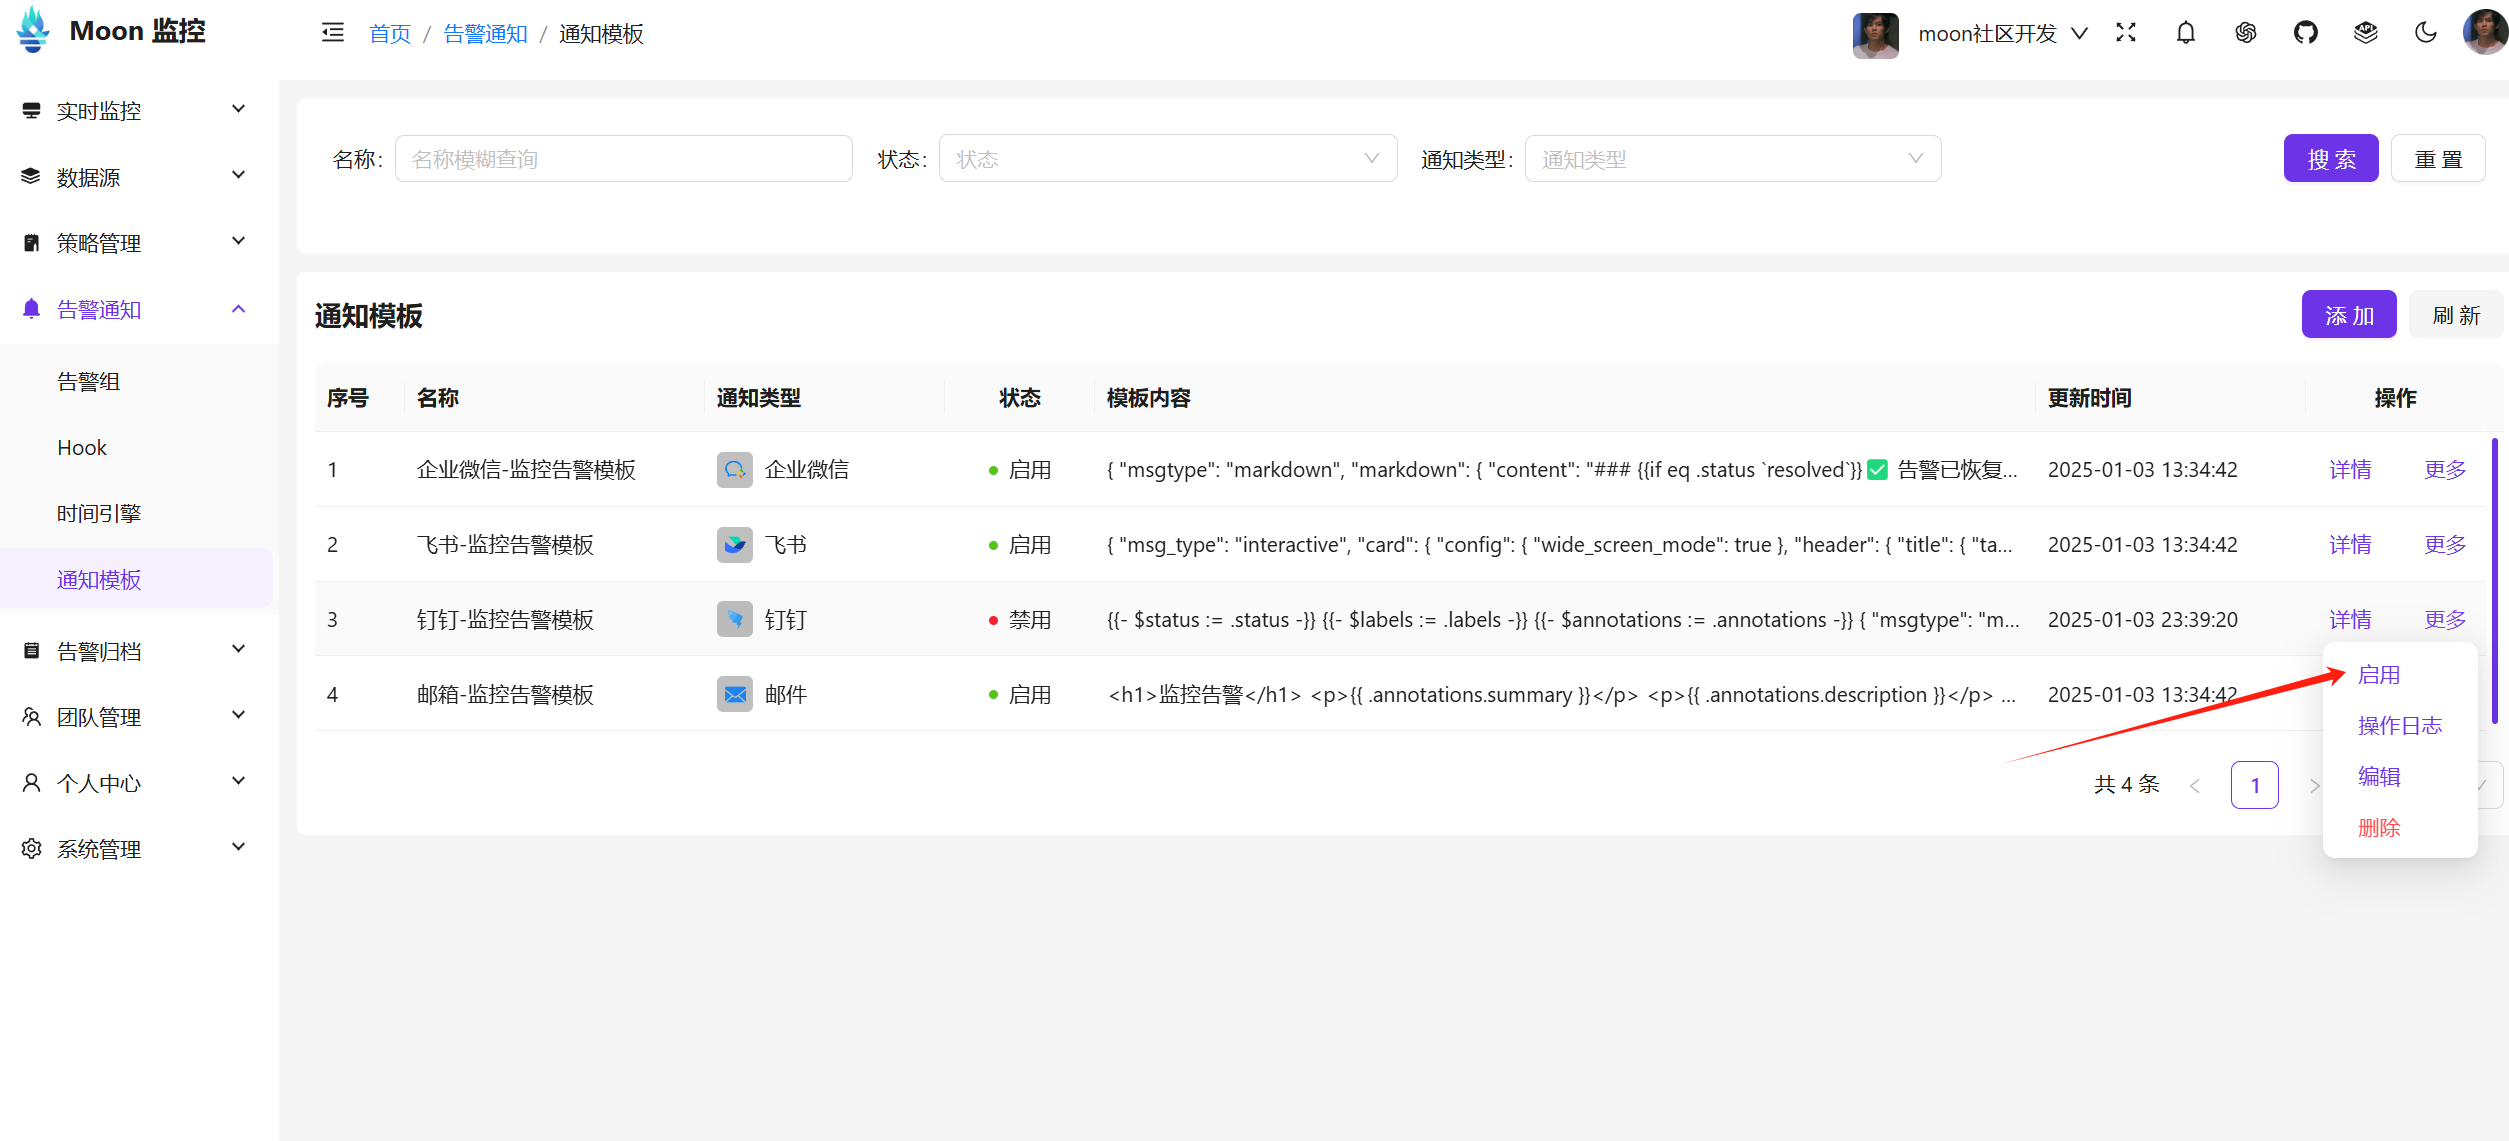 Moon 监控
首页 / 告警通知 / 通知模板
moon社区开发
实时监控
数据源
策略管理
告警通知
告警组
Hook
时间引擎
通知模板
告警归档
团队管理
个人中心
系统管理
名称: 名称模糊查询 状态: 状态 通知类型: 通知类型 搜 索 重 置
通知模板 添 加 刷 新
序号 名称 通知类型 状态 模板内容 更新时间 操作
1 企业微信-监控告警模板 企业微信 启用 { "msgtype": "markdown", "markdown": { "content": "### {{if eq .status `resolved`}}✅ 告警已恢复... 2025-01-03 13:34:42 详情 更多
2 飞书-监控告警模板 飞书 启用 { "msg_type": "interactive", "card": { "config": { "wide_screen_mode": true }, "header": { "title": { "ta... 2025-01-03 13:34:42 详情 更多
3 钉钉-监控告警模板 钉钉 禁用 {{- $status := .status -}} {{- $labels := .labels -}} {{- $annotations := .annotations -}} { "msgtype": "m... 2025-01-03 23:39:20 详情 更多
4 邮箱-监控告警模板 邮件 启用 <h1>监控告警</h1> <p>{{ .annotations.summary }}</p> <p>{{ .annotations.description }}</p> ... 2025-01-03 13:34:42
启用
操作日志
编辑
删除
共 4 条 < 1 >